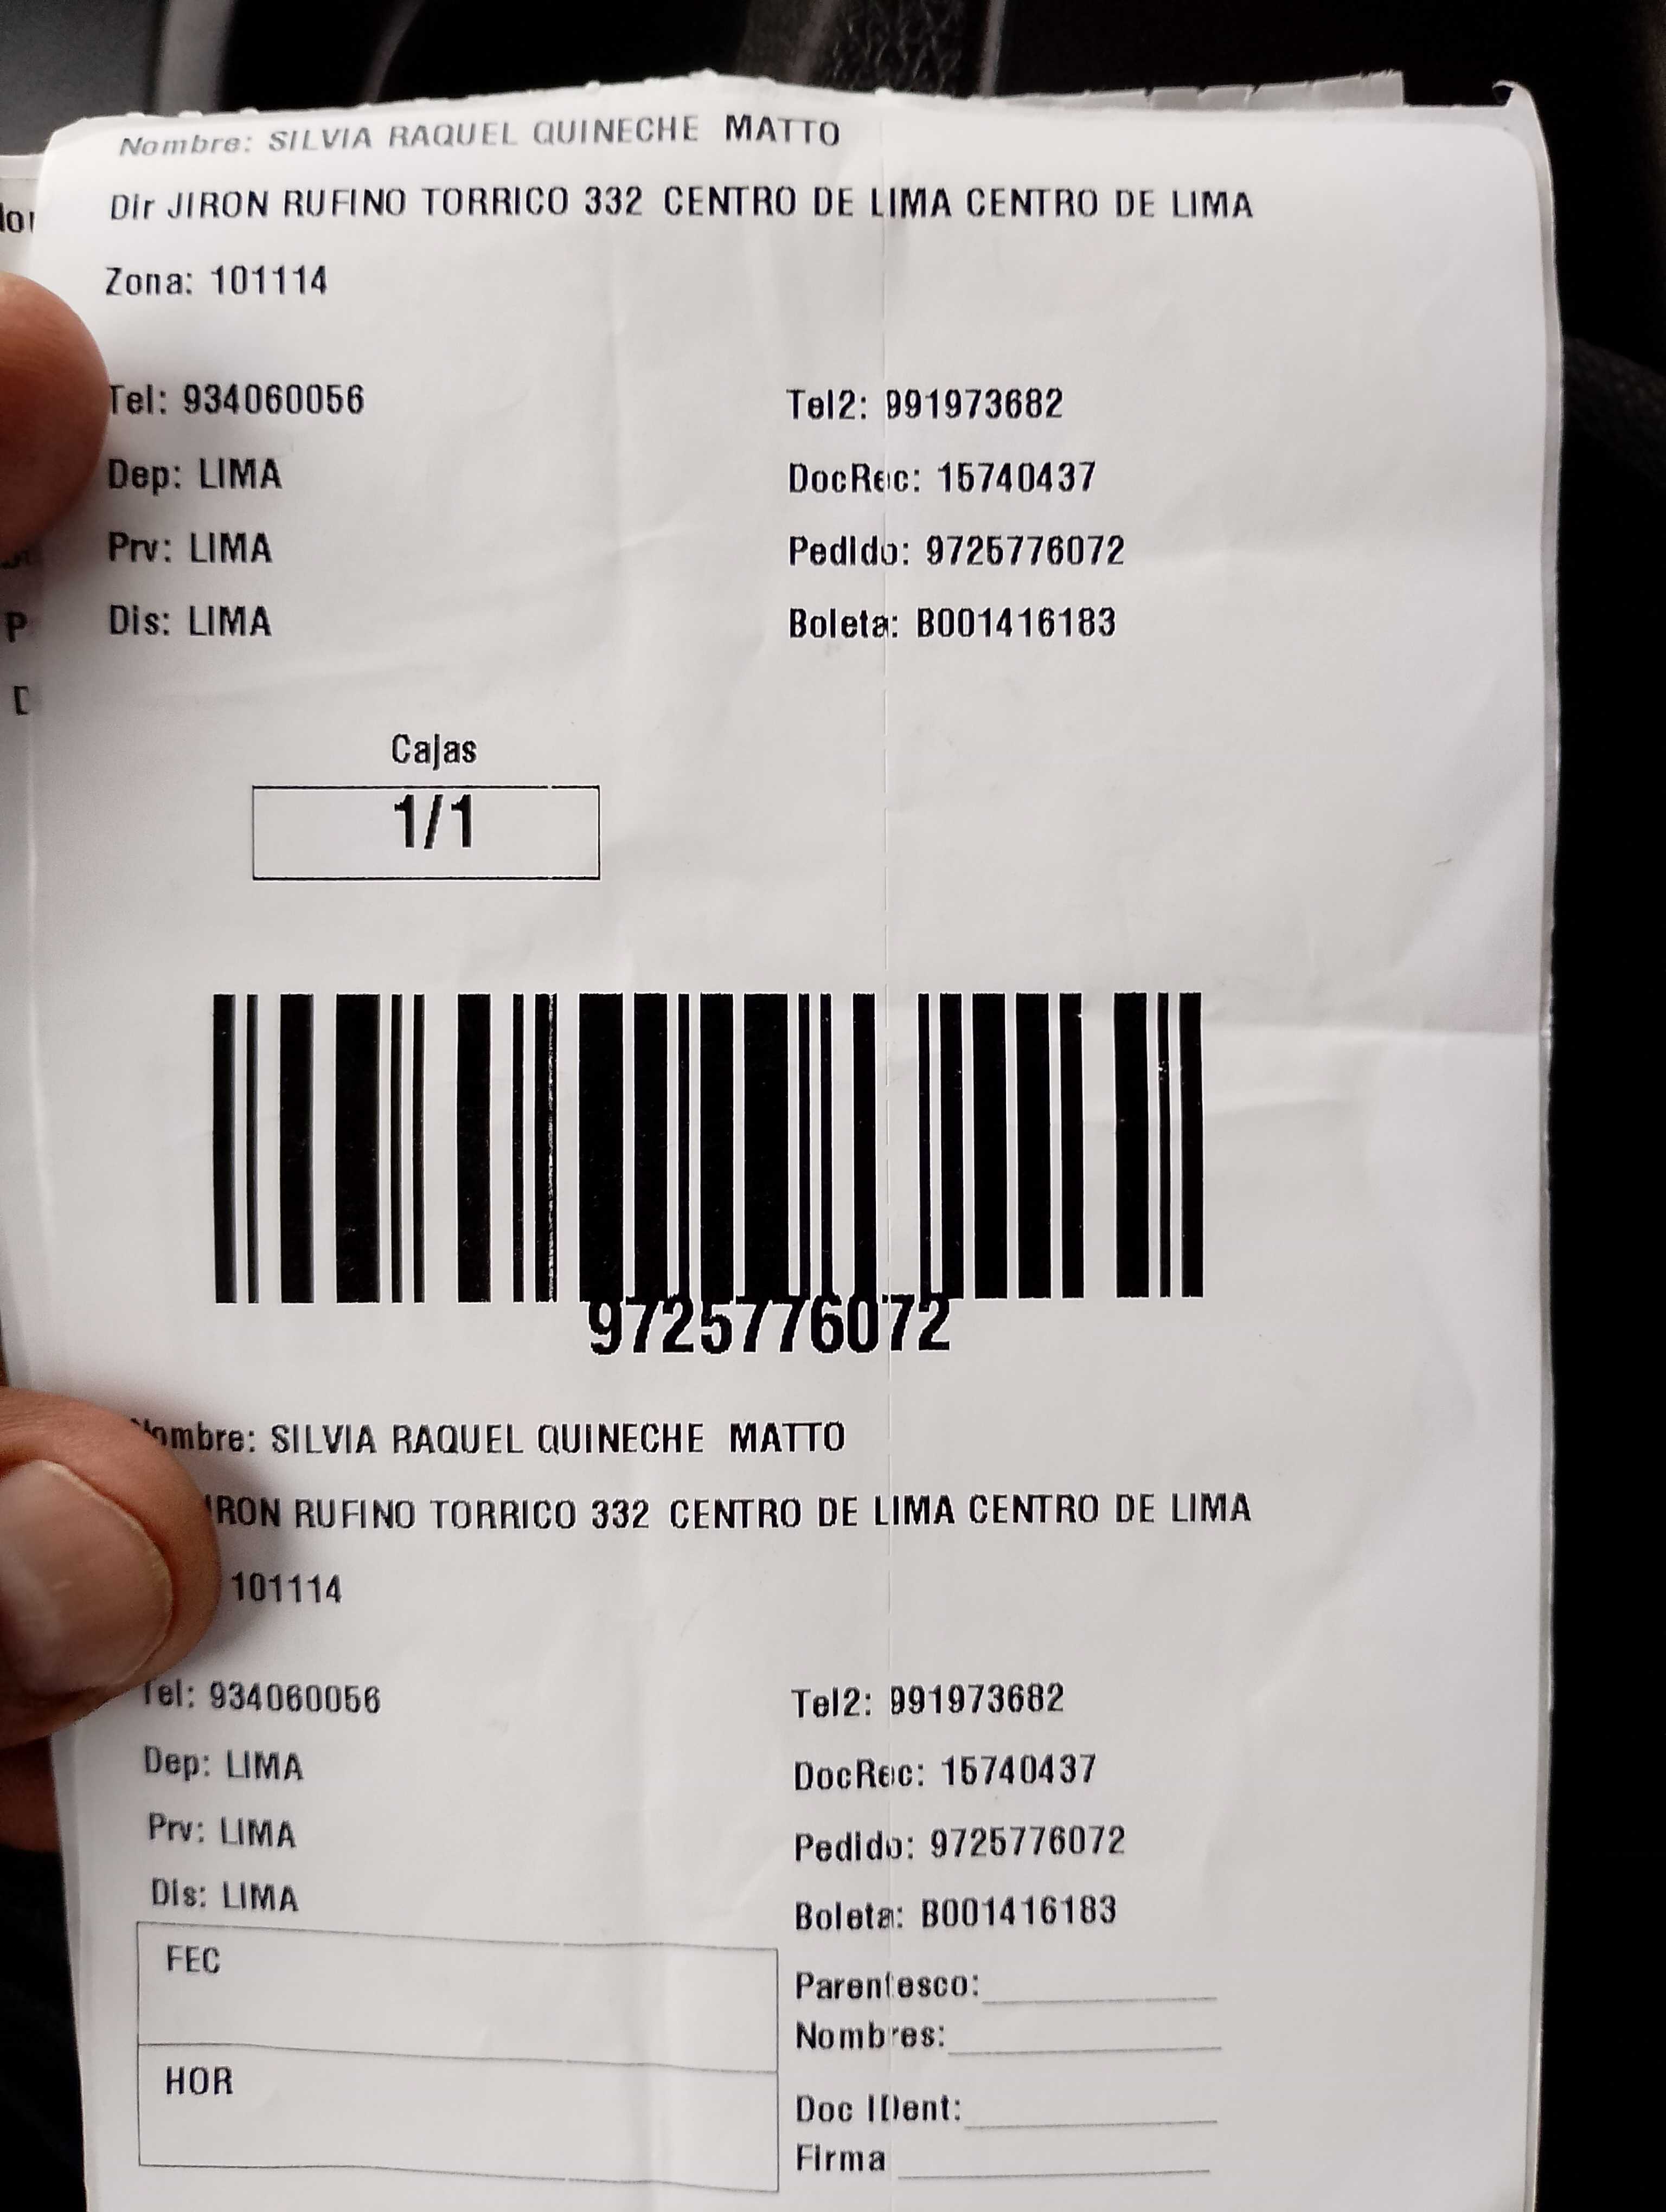 Nombre: SILVIA RAQUEL QUINECHE MATTO
Dir JIRON RUFINO TORRICO 332 CENTRO DE LIMA CENTRO DE LIMA
Zona: 101114
Tel: 934060056 Tel2: 991973682
Dep: LIMA DocRec: 15740437
Prv: LIMA Pedido: 9725776072
Dis: LIMA Boleta: B001416183
Cajas
1/1
9725776072
Nombre: SILVIA RAQUEL QUINECHE MATTO
IRON RUFINO TORRICO 332 CENTRO DE LIMA CENTRO DE LIMA
101114
Tel: 934060056 Tel2: 991973682
Dep: LIMA DocRec: 15740437
Prv: LIMA Pedido: 9725776072
Dis: LIMA Boleta: B001416183
FEC
Parentesco:
Nombres:
HOR
Doc IDent:
Firma